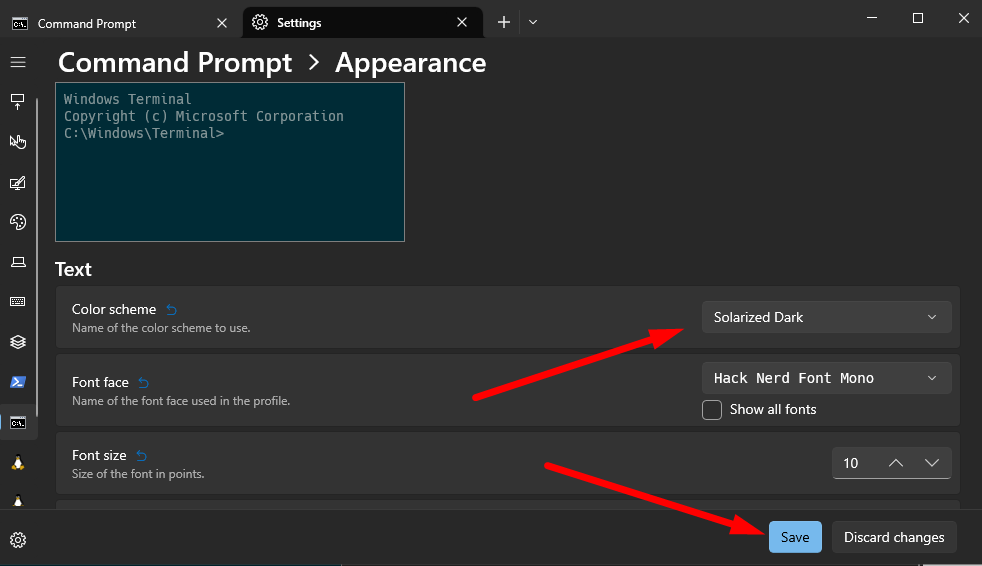 Command Prompt
Settings
Command Prompt > Appearance
Windows Terminal
Copyright (c) Microsoft Corporation
C:\Windows\Terminal>
Text
Color scheme
Name of the color scheme to use.
Solarized Dark
Font face
Name of the font face used in the profile.
Hack Nerd Font Mono
Show all fonts
Font size
Size of the font in points.
10
Save
Discard changes